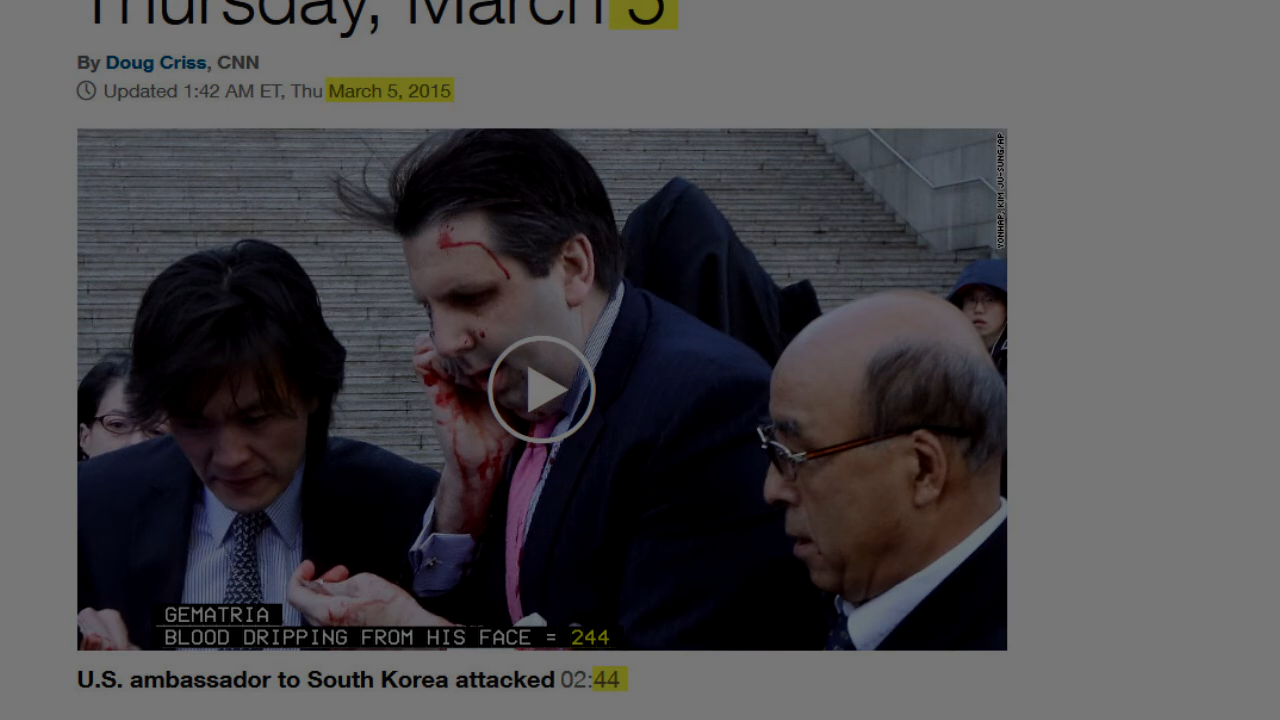 Thursday, March 5
By Doug Criss, CNN
Updated 1:42 AM ET, Thu March 5, 2015
YONHAP, KIM JU-SUNG/AP
GEMATRIA
BLOOD DRIPPING FROM HIS FACE = 244
U.S. ambassador to South Korea attacked 02:44